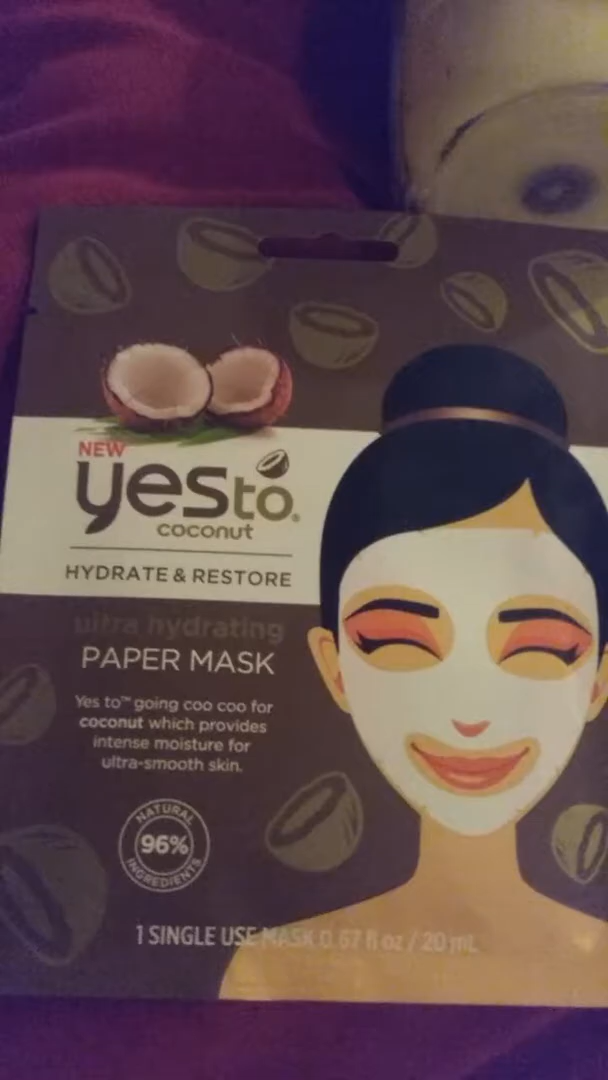 NEW
yes to®
coconut
HYDRATE & RESTORE
ultra hydrating
PAPER MASK
Yes to™ going coo coo for
coconut which provides
intense moisture for
ultra-smooth skin.
NATURAL
96%
INGREDIENTS
1 SINGLE USE MASK 0.67 fl oz / 20 mL